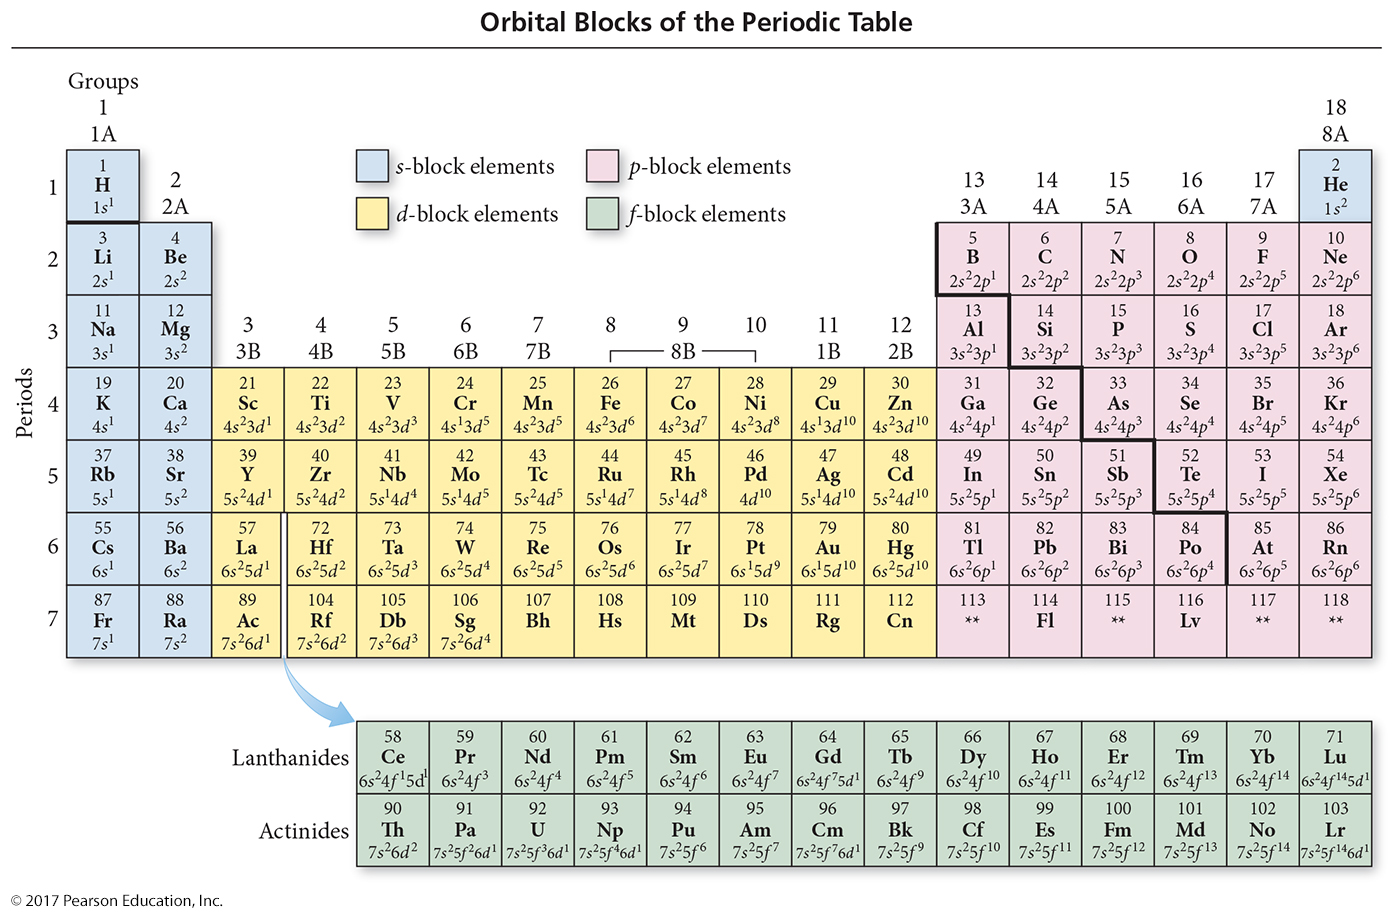 Orbital Blocks of the Periodic Table
Groups
1 18
1A 8A
s-block elements p-block elements
d-block elements f-block elements
2 13 14 15 16 17
2A 3A 4A 5A 6A 7A
Periods
1 1 H 1s¹ 2 He 1s²
2 3 Li 2s¹ 4 Be 2s² 5 B 2s²2p¹ 6 C 2s²2p² 7 N 2s²2p³ 8 O 2s²2p⁴ 9 F 2s²2p⁵ 10 Ne 2s²2p⁶
3 11 Na 3s¹ 12 Mg 3s² 13 Al 3s²3p¹ 14 Si 3s²3p² 15 P 3s²3p³ 16 S 3s²3p⁴ 17 Cl 3s²3p⁵ 18 Ar 3s²3p⁶
3 4 5 6 7 8 9 10 11 12
3B 4B 5B 6B 7B 8B 1B 2B
4 19 K 4s¹ 20 Ca 4s² 21 Sc 4s²3d¹ 22 Ti 4s²3d² 23 V 4s²3d³ 24 Cr 4s¹3d⁵ 25 Mn 4s²3d⁵ 26 Fe 4s²3d⁶ 27 Co 4s²3d⁷ 28 Ni 4s²3d⁸ 29 Cu 4s¹3d¹⁰ 30 Zn 4s²3d¹⁰ 31 Ga 4s²4p¹ 32 Ge 4s²4p² 33 As 4s²4p³ 34 Se 4s²4p⁴ 35 Br 4s²4p⁵ 36 Kr 4s²4p⁶
5 37 Rb 5s¹ 38 Sr 5s² 39 Y 5s²4d¹ 40 Zr 5s²4d² 41 Nb 5s¹4d⁴ 42 Mo 5s¹4d⁵ 43 Tc 5s²4d⁵ 44 Ru 5s¹4d⁷ 45 Rh 5s¹4d⁸ 46 Pd 4d¹⁰ 47 Ag 5s¹4d¹⁰ 48 Cd 5s²4d¹⁰ 49 In 5s²5p¹ 50 Sn 5s²5p² 51 Sb 5s²5p³ 52 Te 5s²5p⁴ 53 I 5s²5p⁵ 54 Xe 5s²5p⁶
6 55 Cs 6s¹ 56 Ba 6s² 57 La 6s²5d¹ 72 Hf 6s²5d² 73 Ta 6s²5d³ 74 W 6s²5d⁴ 75 Re 6s²5d⁵ 76 Os 6s²5d⁶ 77 Ir 6s²5d⁷ 78 Pt 6s¹5d⁹ 79 Au 6s¹5d¹⁰ 80 Hg 6s²5d¹⁰ 81 Tl 6s²6p¹ 82 Pb 6s²6p² 83 Bi 6s²6p³ 84 Po 6s²6p⁴ 85 At 6s²6p⁵ 86 Rn 6s²6p⁶
7 87 Fr 7s¹ 88 Ra 7s² 89 Ac 7s²6d¹ 104 Rf 7s²6d² 105 Db 7s²6d³ 106 Sg 7s²6d⁴ 107 Bh 108 Hs 109 Mt 110 Ds 111 Rg 112 Cn 113 ** 114 Fl 115 ** 116 Lv 117 ** 118 **
Lanthanides 58 Ce 6s²4f¹5d¹ 59 Pr 6s²4f³ 60 Nd 6s²4f⁴ 61 Pm 6s²4f⁵ 62 Sm 6s²4f⁶ 63 Eu 6s²4f⁷ 64 Gd 6s²4f⁷5d¹ 65 Tb 6s²4f⁹ 66 Dy 6s²4f¹⁰ 67 Ho 6s²4f¹¹ 68 Er 6s²4f¹² 69 Tm 6s²4f¹³ 70 Yb 6s²4f¹⁴ 71 Lu 6s²4f¹⁴5d¹
Actinides 90 Th 7s²6d² 91 Pa 7s²5f²6d¹ 92 U 7s²5f³6d¹ 93 Np 7s²5f⁴6d¹ 94 Pu 7s²5f⁶ 95 Am 7s²5f⁷ 96 Cm 7s²5f⁷6d¹ 97 Bk 7s²5f⁹ 98 Cf 7s²5f¹⁰ 99 Es 7s²5f¹¹ 100 Fm 7s²5f¹² 101 Md 7s²5f¹³ 102 No 7s²5f¹⁴ 103 Lr 7s²5f¹⁴6d¹
© 2017 Pearson Education, Inc.